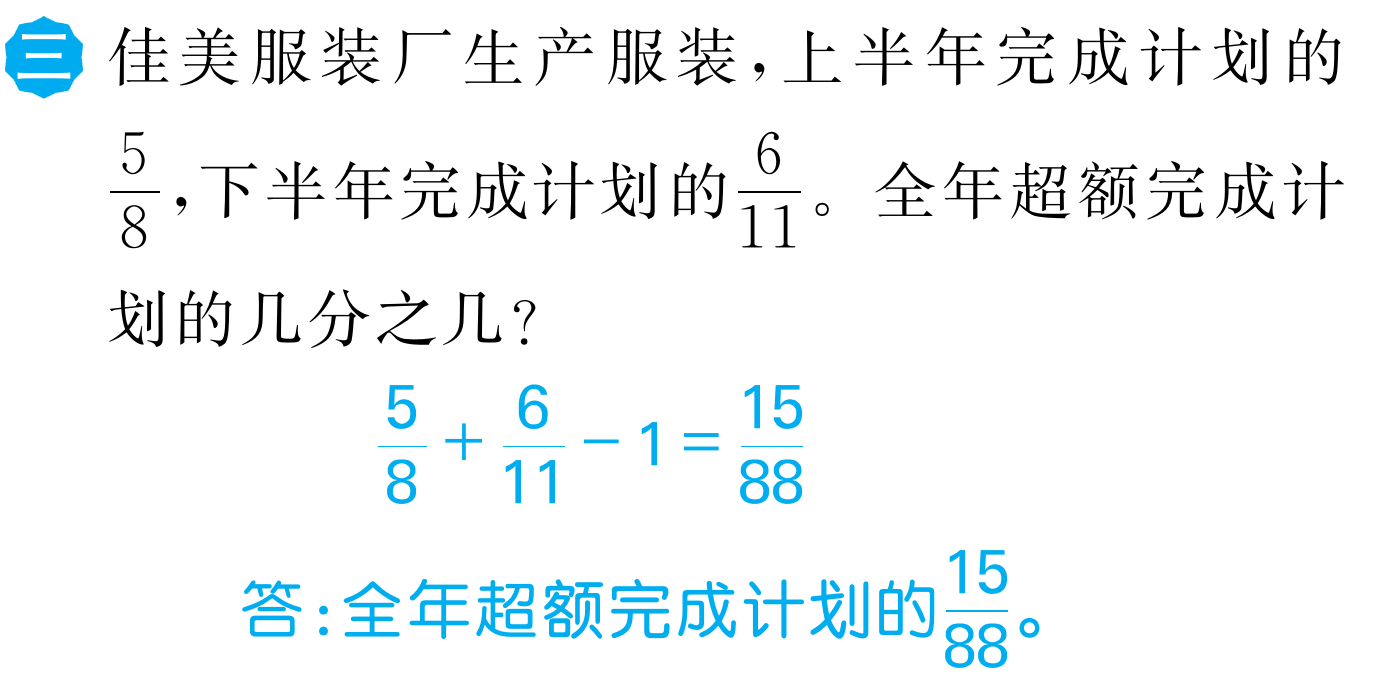 三 佳美服装厂生产服装,上半年完成计划的
5/8,下半年完成计划的6/11。全年超额完成计
划的几分之几?
5/8 + 6/11 - 1 = 15/88
答:全年超额完成计划的15/88。